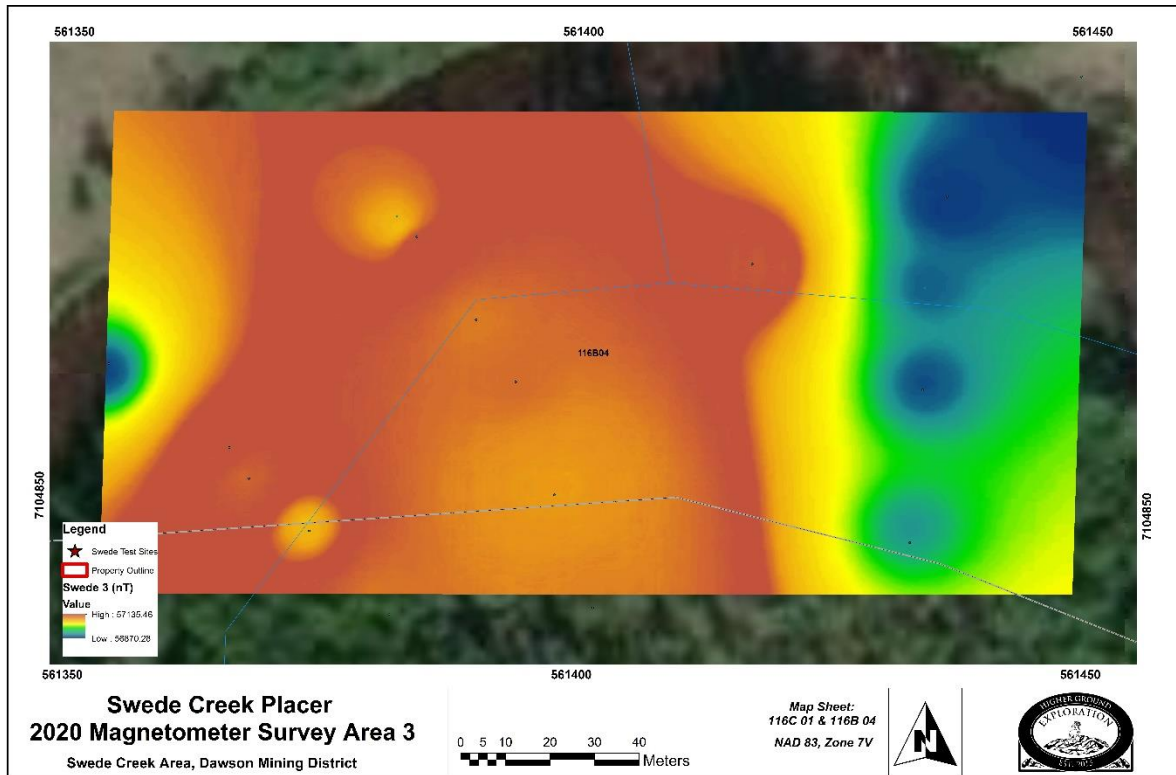 561350 561400 561450
116B04
7104850
7104850
Legend
Swede Test Sites
Property Outline
Swede 3 (nT)
Value
High : 57135.46
Low : 56870.28
561350 561400 561450
Swede Creek Placer
2020 Magnetometer Survey Area 3
Swede Creek Area, Dawson Mining District
0 5 10 20 30 40
Meters
Map Sheet:
116C 01 & 116B 04
NAD 83, Zone 7V
N
HIGHER GROUND
EXPLORATION